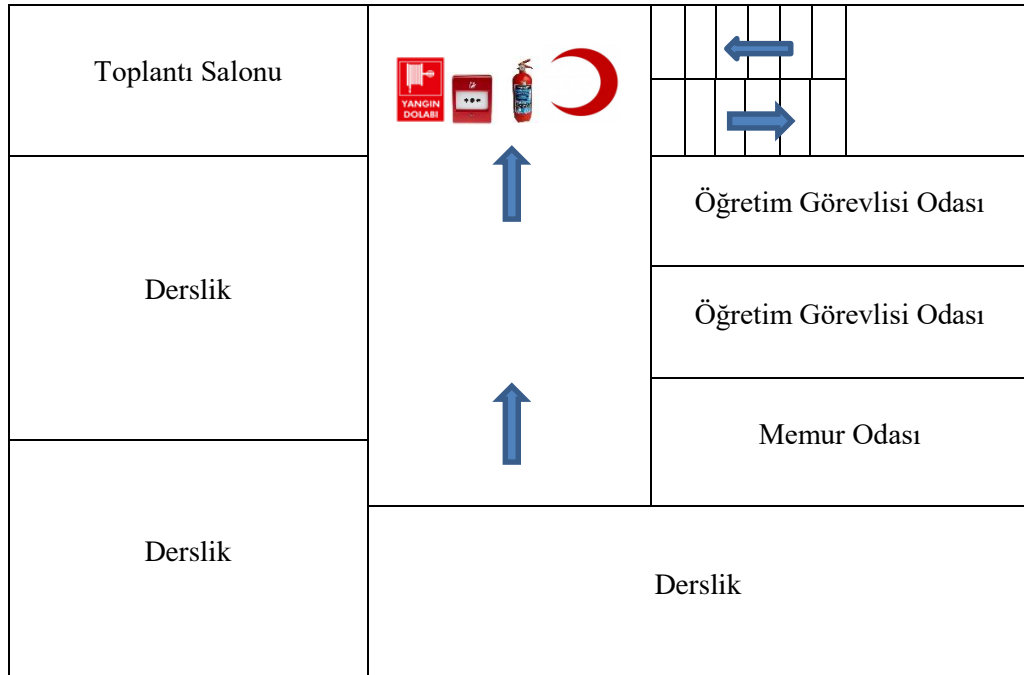 Toplantı Salonu
YANGIN
DOLABI
Öğretim Görevlisi Odası
Derslik
Öğretim Görevlisi Odası
Memur Odası
Derslik
Derslik